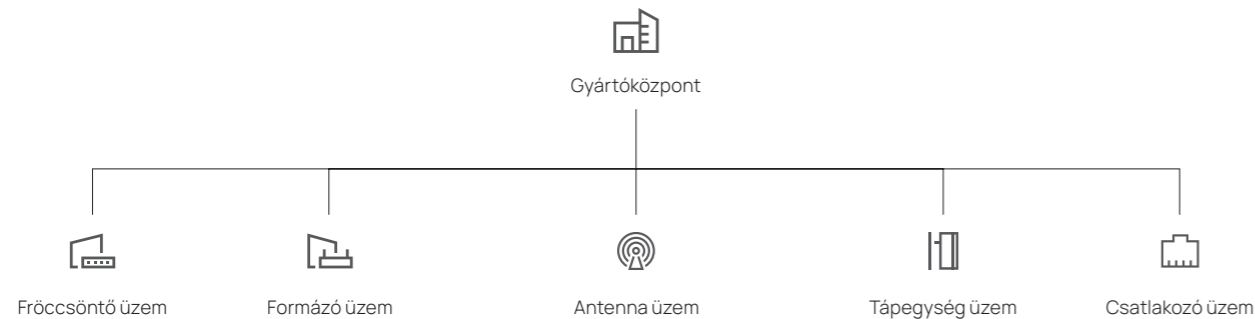 Gyártóközpont
Fröccsöntő üzem
Formázó üzem
Antenna üzem
Tápegység üzem
Csatlakozó üzem